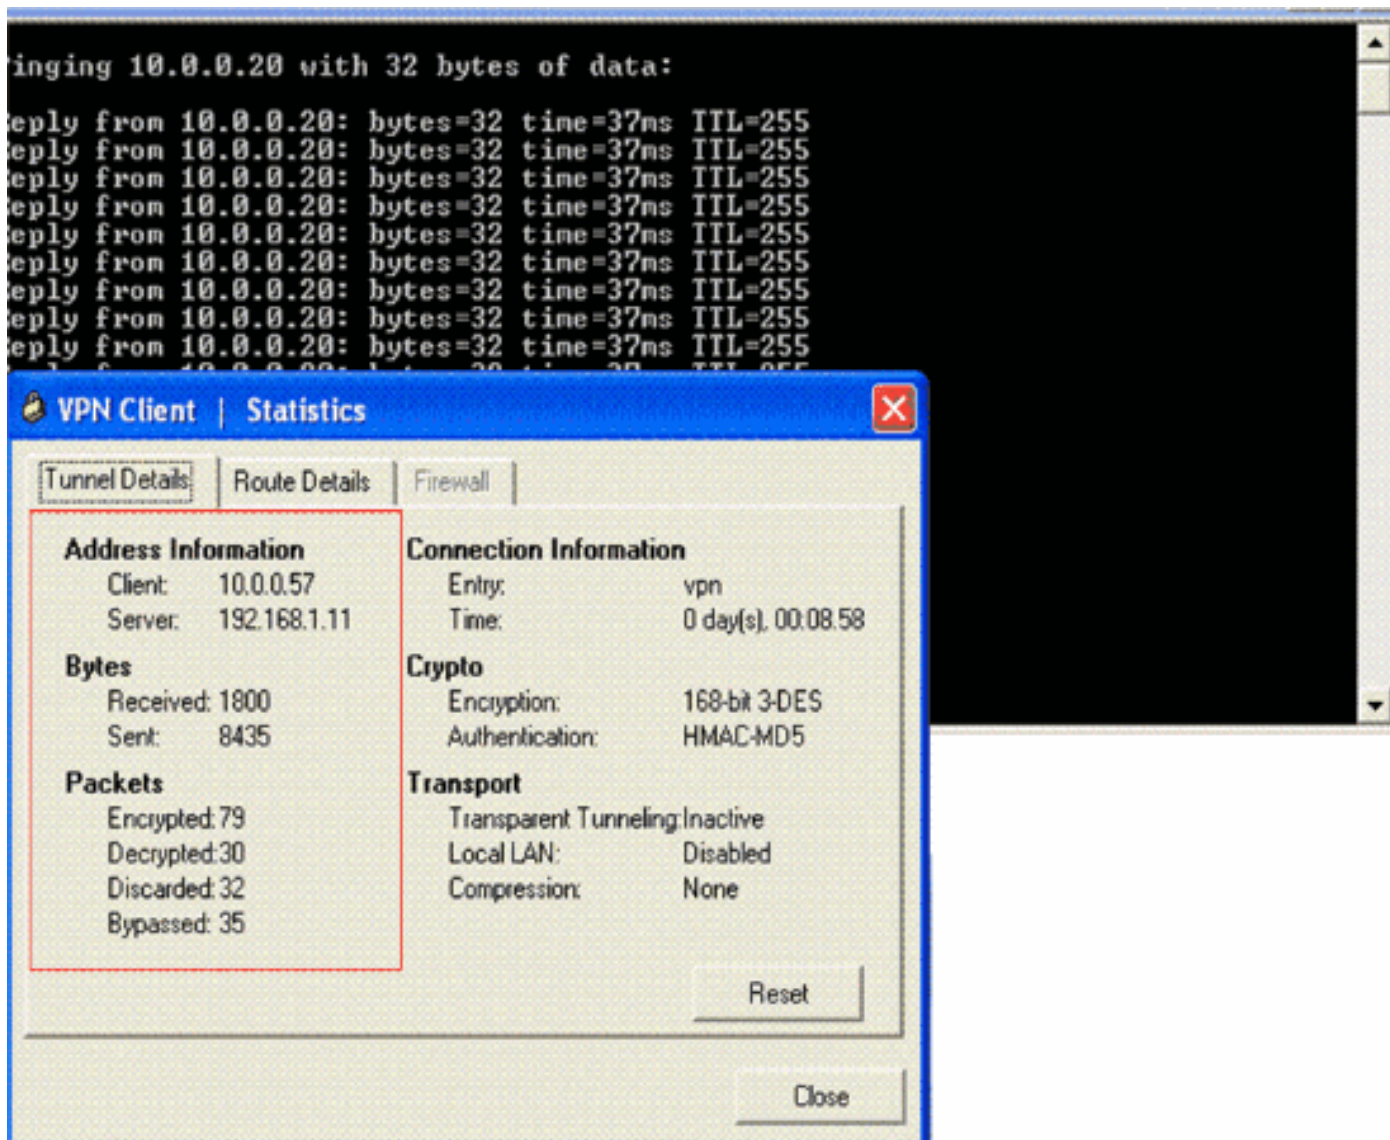 inging 10.0.0.20 with 32 bytes of data:
eply from 10.0.0.20: bytes=32 time=37ms TTL=255
eply from 10.0.0.20: bytes=32 time=37ms TTL=255
eply from 10.0.0.20: bytes=32 time=37ms TTL=255
eply from 10.0.0.20: bytes=32 time=37ms TTL=255
eply from 10.0.0.20: bytes=32 time=37ms TTL=255
eply from 10.0.0.20: bytes=32 time=37ms TTL=255
eply from 10.0.0.20: bytes=32 time=37ms TTL=255
eply from 10.0.0.20: bytes=32 time=37ms TTL=255
eply from 10.0.0.20: bytes=32 time=37ms TTL=255
VPN Client | Statistics
Tunnel Details Route Details Firewall
Address Information
Client: 10.0.0.57
Server: 192.168.1.11
Bytes
Received: 1800
Sent: 8435
Packets
Encrypted: 79
Decrypted: 30
Discarded: 32
Bypassed: 35
Connection Information
Entry: vpn
Time: 0 day(s), 00:08.58
Crypto
Encryption: 168-bit 3-DES
Authentication: HMAC-MD5
Transport
Transparent Tunneling: Inactive
Local LAN: Disabled
Compression: None
Reset
Close